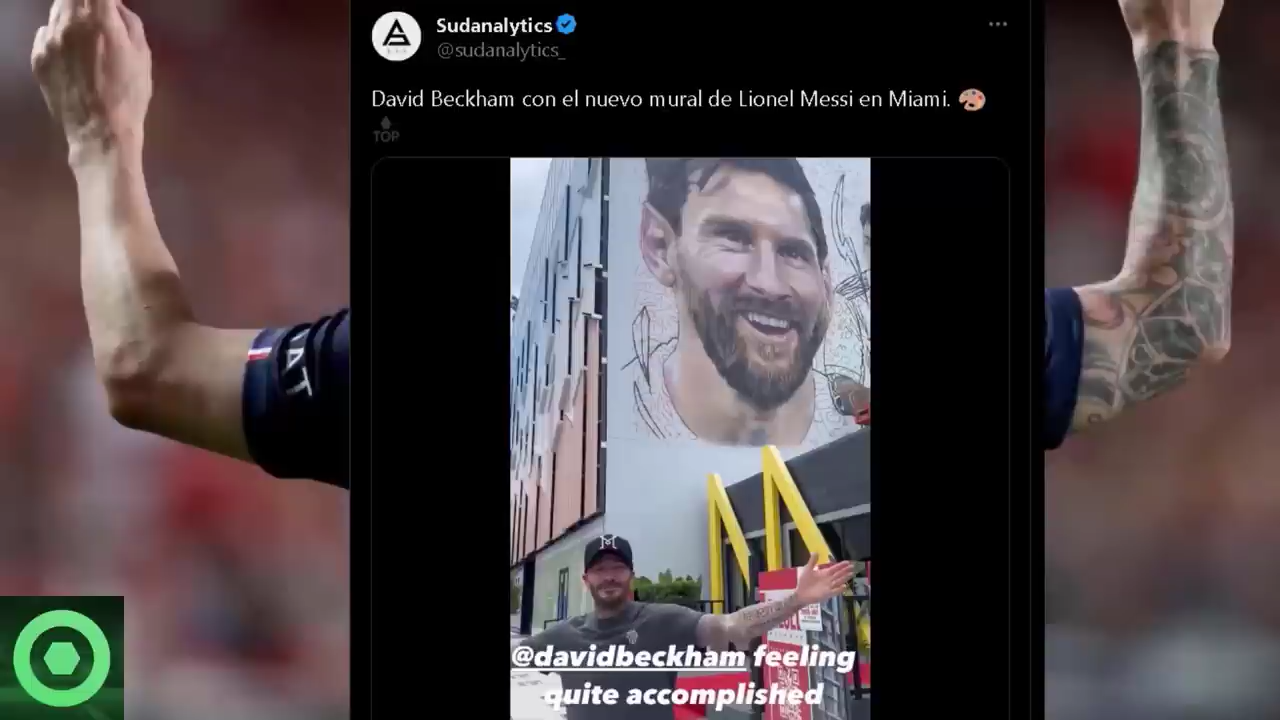 Sudanalytics
@sudanalytics_
David Beckham con el nuevo mural de Lionel Messi en Miami. 🎨
TOP
@davidbeckham feeling
quite accomplished